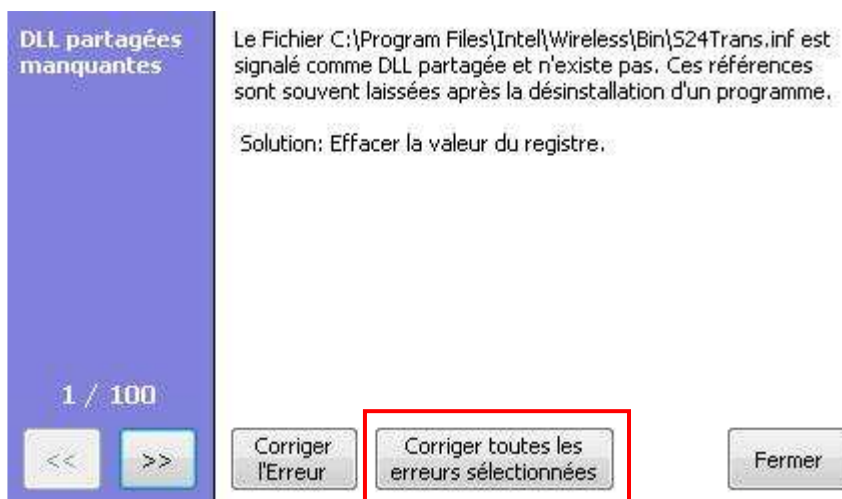 DLL partagées
manquantes
Le Fichier C:\Program Files\Intel\Wireless\Bin\S24Trans.inf est
signalé comme DLL partagée et n'existe pas. Ces références
sont souvent laissées après la désinstallation d'un programme.
Solution: Effacer la valeur du registre.
1 / 100
<< >>
Corriger
l'Erreur
Corriger toutes les
erreurs sélectionnées
Fermer